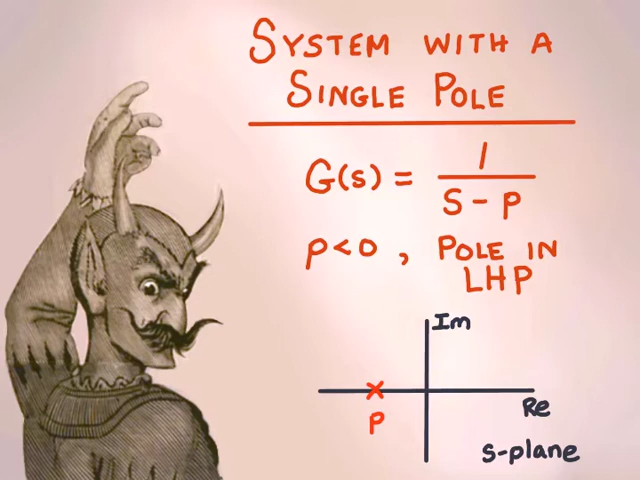 SYSTEM WITH A
SINGLE POLE
G(s) = 1 / (S - p)
p < 0 , POLE IN
LHP
Im
Re
p
s-plane